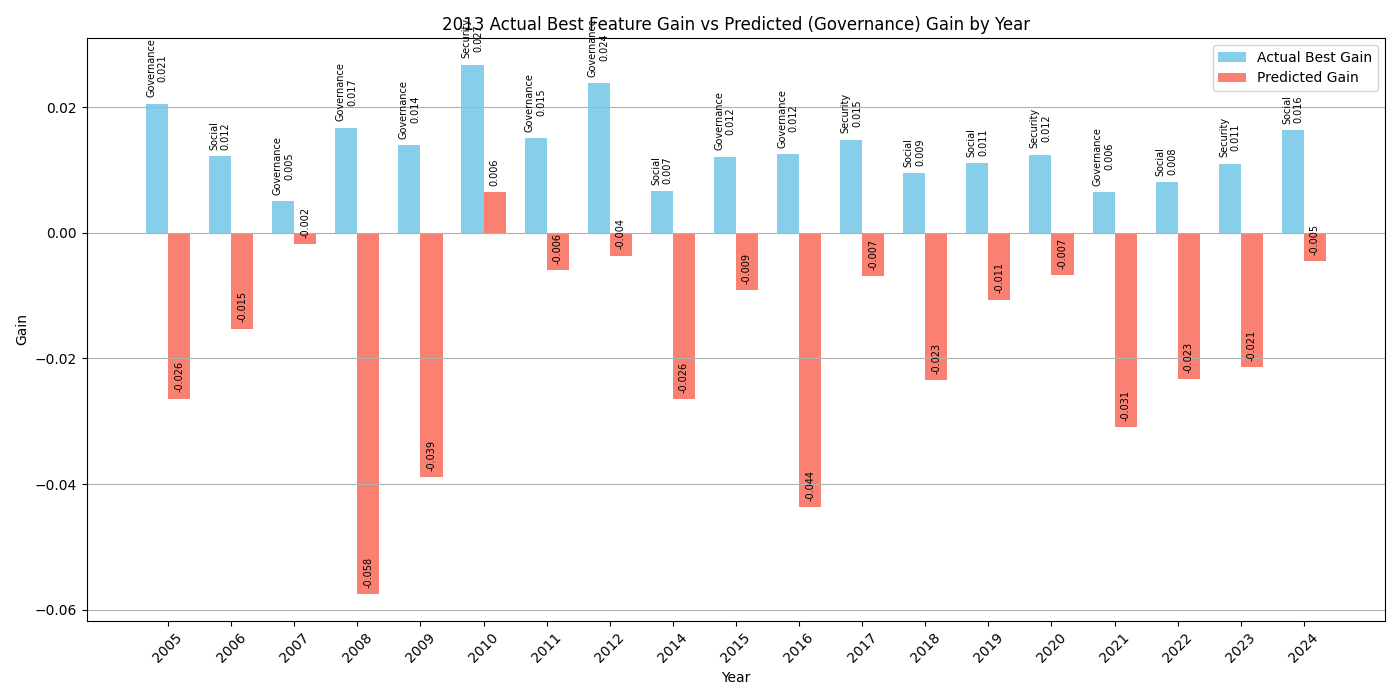 2013 Actual Best Feature Gain vs Predicted (Governance) Gain by Year
Actual Best Gain
Predicted Gain
Gain
0.02
0.00
−0.02
−0.04
−0.06
Governance
0.021
-0.026
Social
0.012
-0.015
Governance
0.005
-0.002
Governance
0.017
-0.058
Governance
0.014
-0.039
Security
0.027
0.006
Governance
0.015
-0.006
Governance
0.024
-0.004
Social
0.007
-0.026
Governance
0.012
-0.009
Governance
0.012
-0.044
Security
0.015
-0.007
Social
0.009
-0.023
Social
0.011
-0.011
Security
0.012
-0.007
Governance
0.006
-0.031
Social
0.008
-0.023
Security
0.011
-0.021
Social
0.016
-0.005
2005
2006
2007
2008
2009
2010
2011
2012
2014
2015
2016
2017
2018
2019
2020
2021
2022
2023
2024
Year